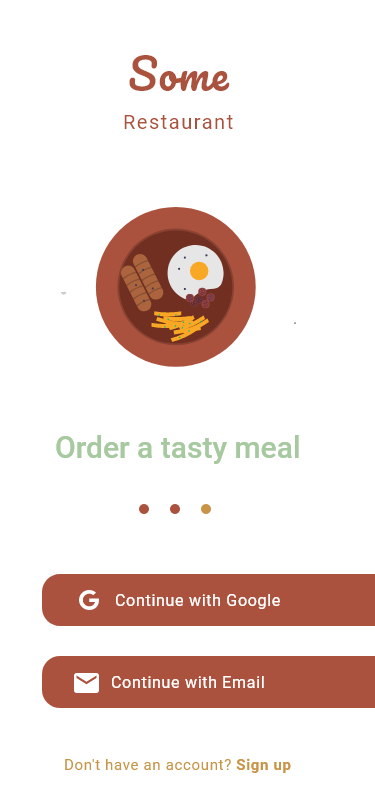 Some
Restaurant
Order a tasty meal
Continue with Google
Continue with Email
Don't have an account? Sign up